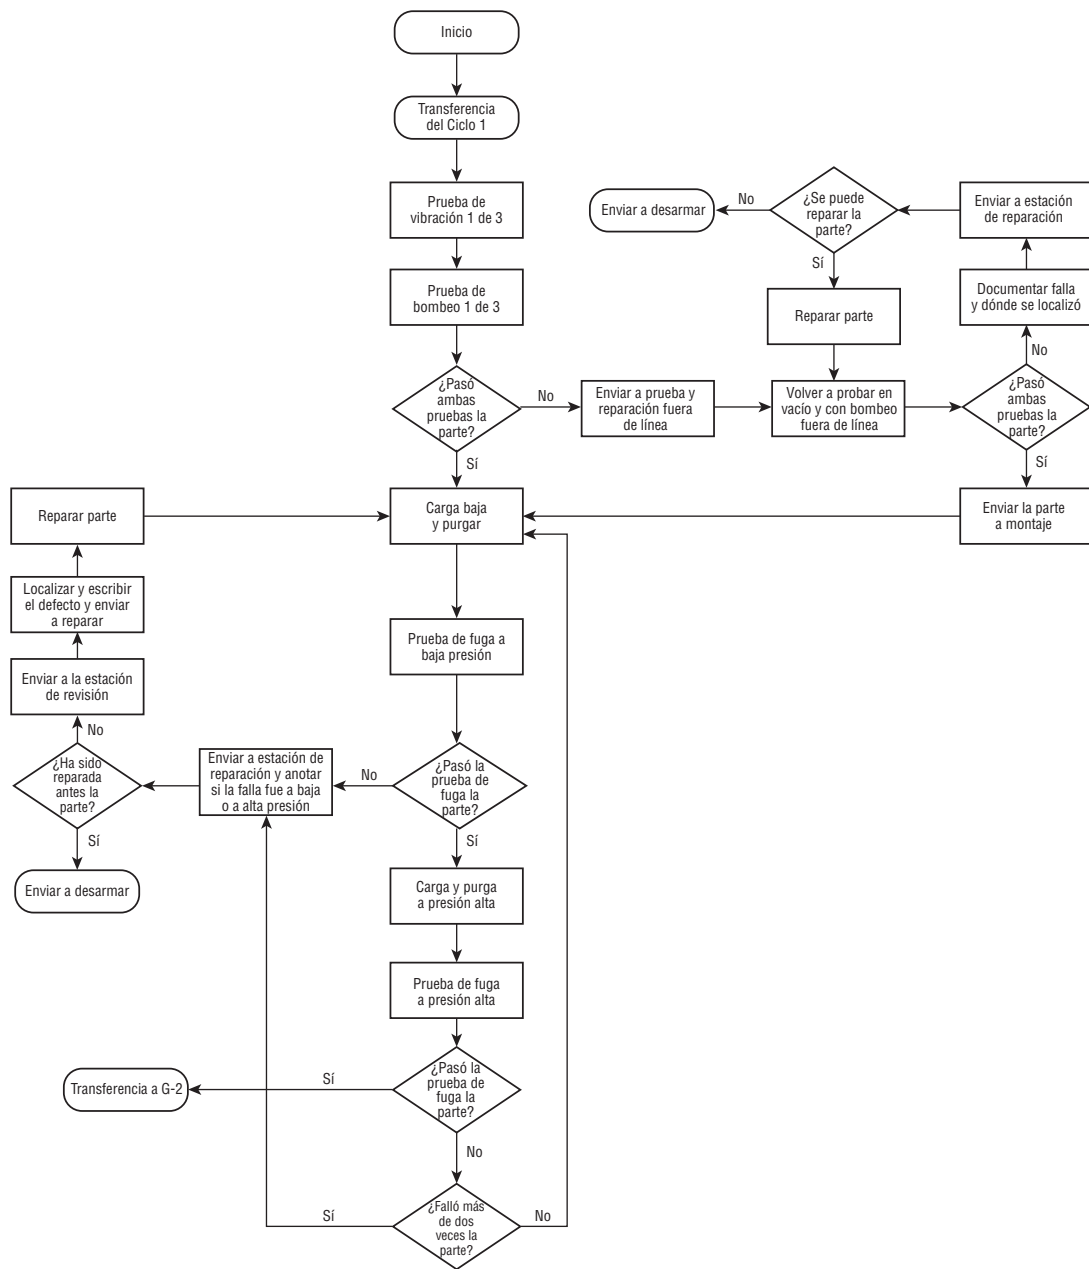 Inicio
Transferencia
del Ciclo 1
Prueba de
vibración 1 de 3
Prueba de
bombeo 1 de 3
¿Pasó
ambas
pruebas la
parte?
No
Sí
Enviar a prueba y
reparación fuera
de línea
Volver a probar en
vacío y con bombeo
fuera de línea
¿Pasó
ambas
pruebas la
parte?
No
Sí
Documentar falla
y dónde se localizó
Enviar a estación
de reparación
¿Se puede
reparar la
parte?
No
Sí
Enviar a desarmar
Reparar parte
Enviar la parte
a montaje
Carga baja
y purgar
Prueba de fuga a
baja presión
¿Pasó la
prueba de
fuga la
parte?
No
Sí
Enviar a estación de
reparación y anotar
si la falla fue a baja
o a alta presión
¿Ha sido
reparada
antes la
parte?
No
Sí
Enviar a desarmar
Enviar a la estación
de revisión
Localizar y escribir
el defecto y enviar
a reparar
Reparar parte
Carga y purga
a presión alta
Prueba de fuga
a presión alta
¿Pasó la
prueba de
fuga la
parte?
Sí
No
Transferencia a G-2
¿Falló más
de dos
veces la
parte?
Sí
No